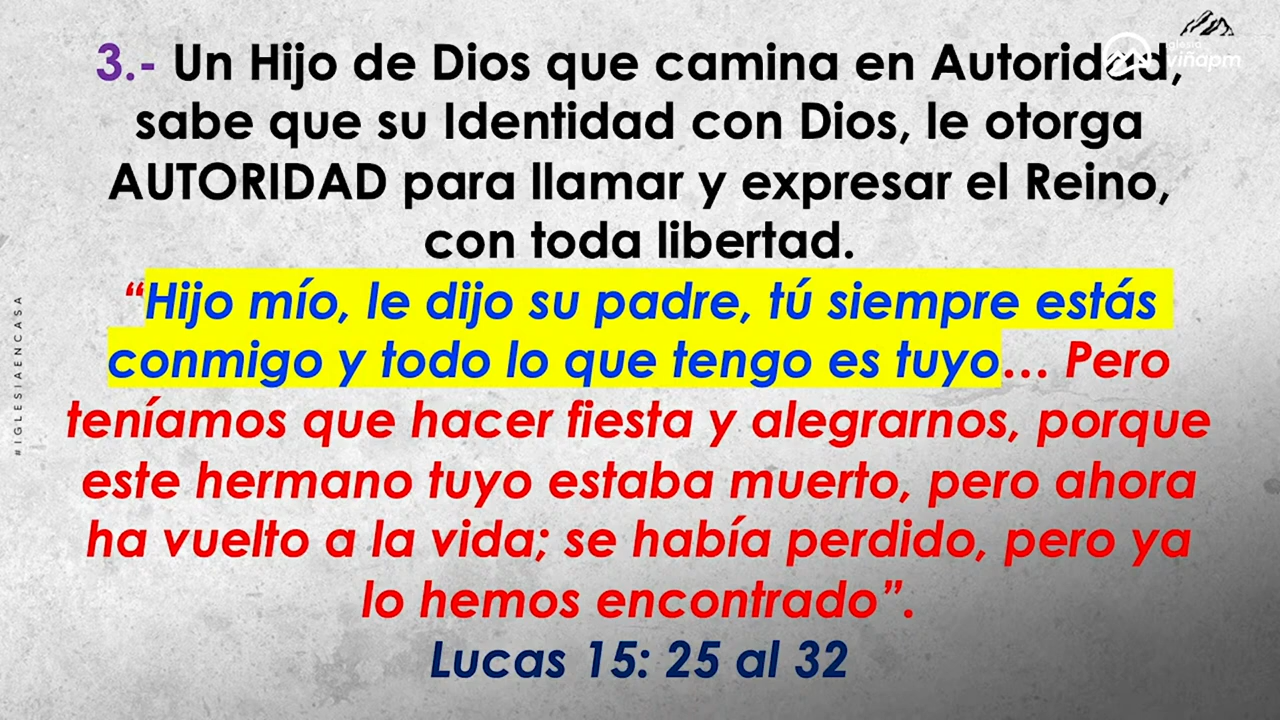 3.- Un Hijo de Dios que camina en Autoridad,
sabe que su Identidad con Dios, le otorga
AUTORIDAD para llamar y expresar el Reino,
con toda libertad.
“Hijo mío, le dijo su padre, tú siempre estás
conmigo y todo lo que tengo es tuyo… Pero
teníamos que hacer fiesta y alegrarnos, porque
este hermano tuyo estaba muerto, pero ahora
ha vuelto a la vida; se había perdido, pero ya
lo hemos encontrado”.
Lucas 15: 25 al 32
iglesia
viñapm
#IGLESIAENCASA